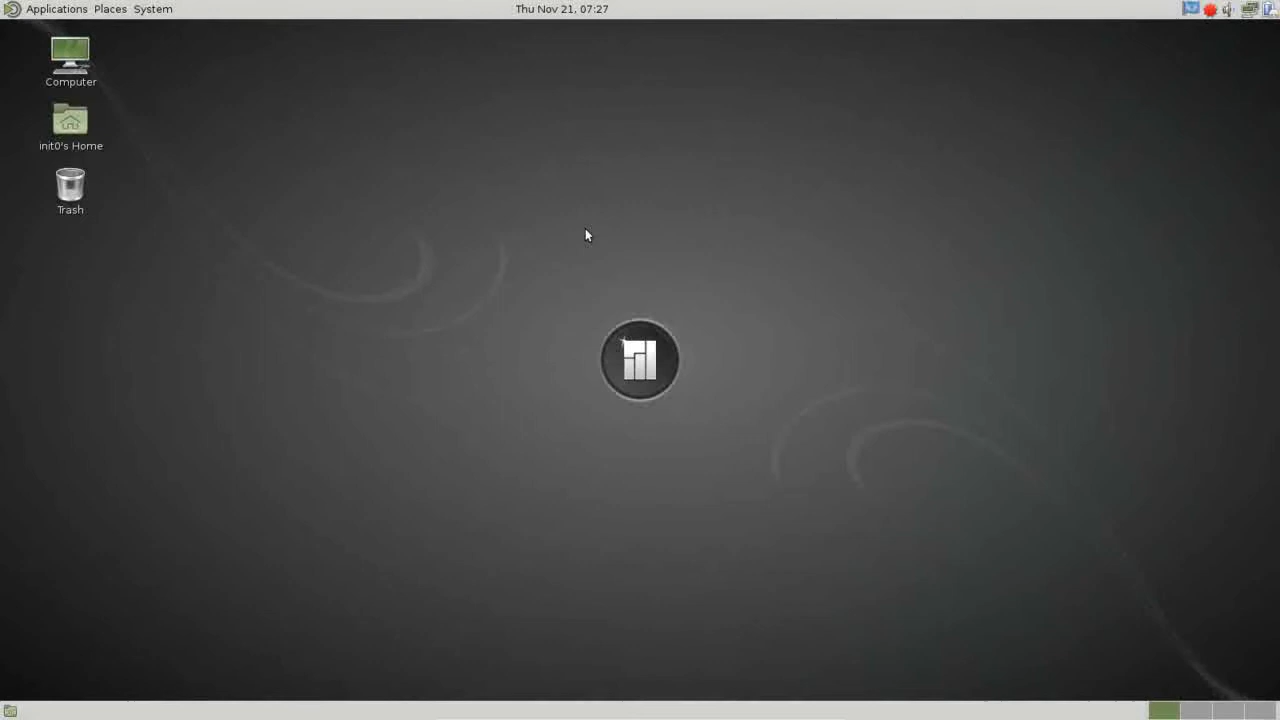 Applications Places System Thu Nov 21, 07:27
Computer
init0's Home
Trash